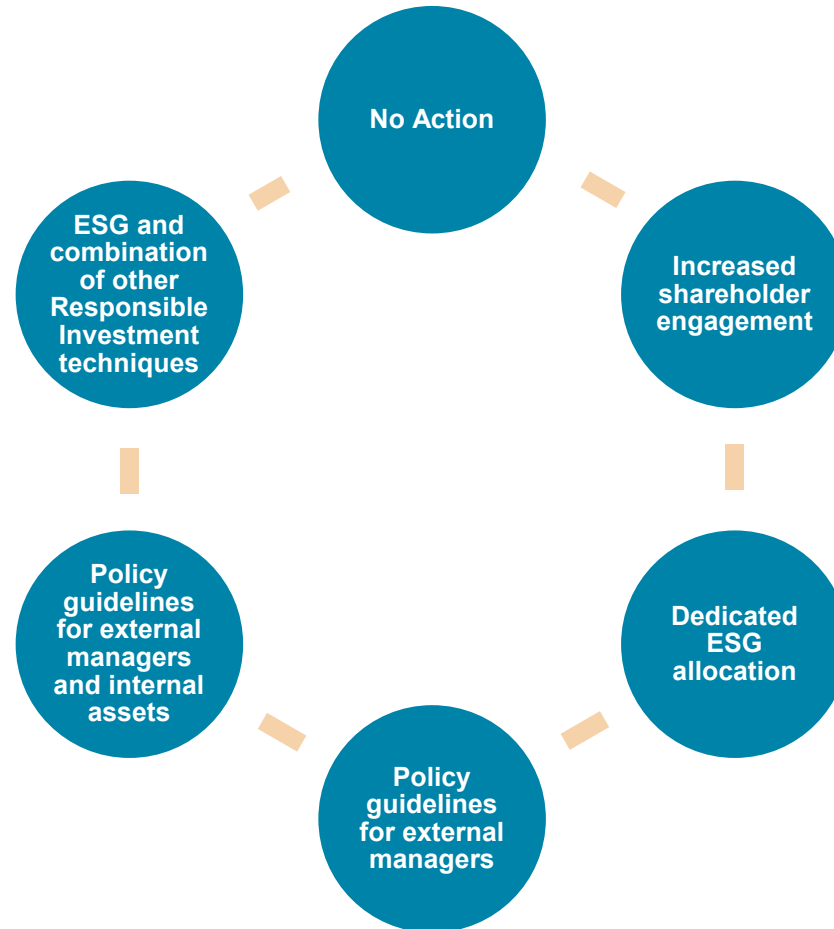 No Action
Increased
shareholder
engagement
Dedicated
ESG
allocation
Policy
guidelines
for external
managers
Policy
guidelines
for external
managers
and internal
assets
ESG and
combination
of other
Responsible
Investment
techniques